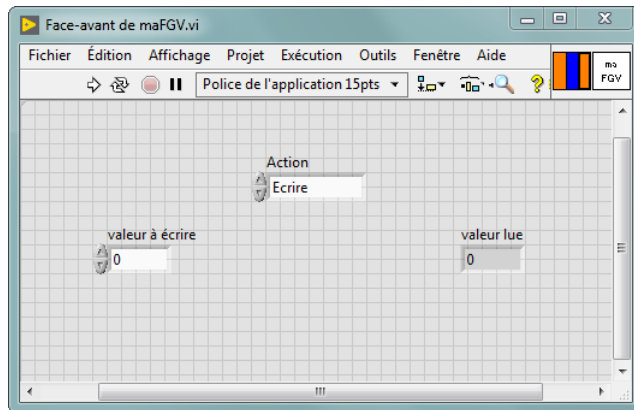 Face-avant de maFGV.vi
Fichier Édition Affichage Projet Exécution Outils Fenêtre Aide
Police de l'application 15pts
?
ma
FGV
Action
Ecrire
valeur à écrire
valeur lue
0
0